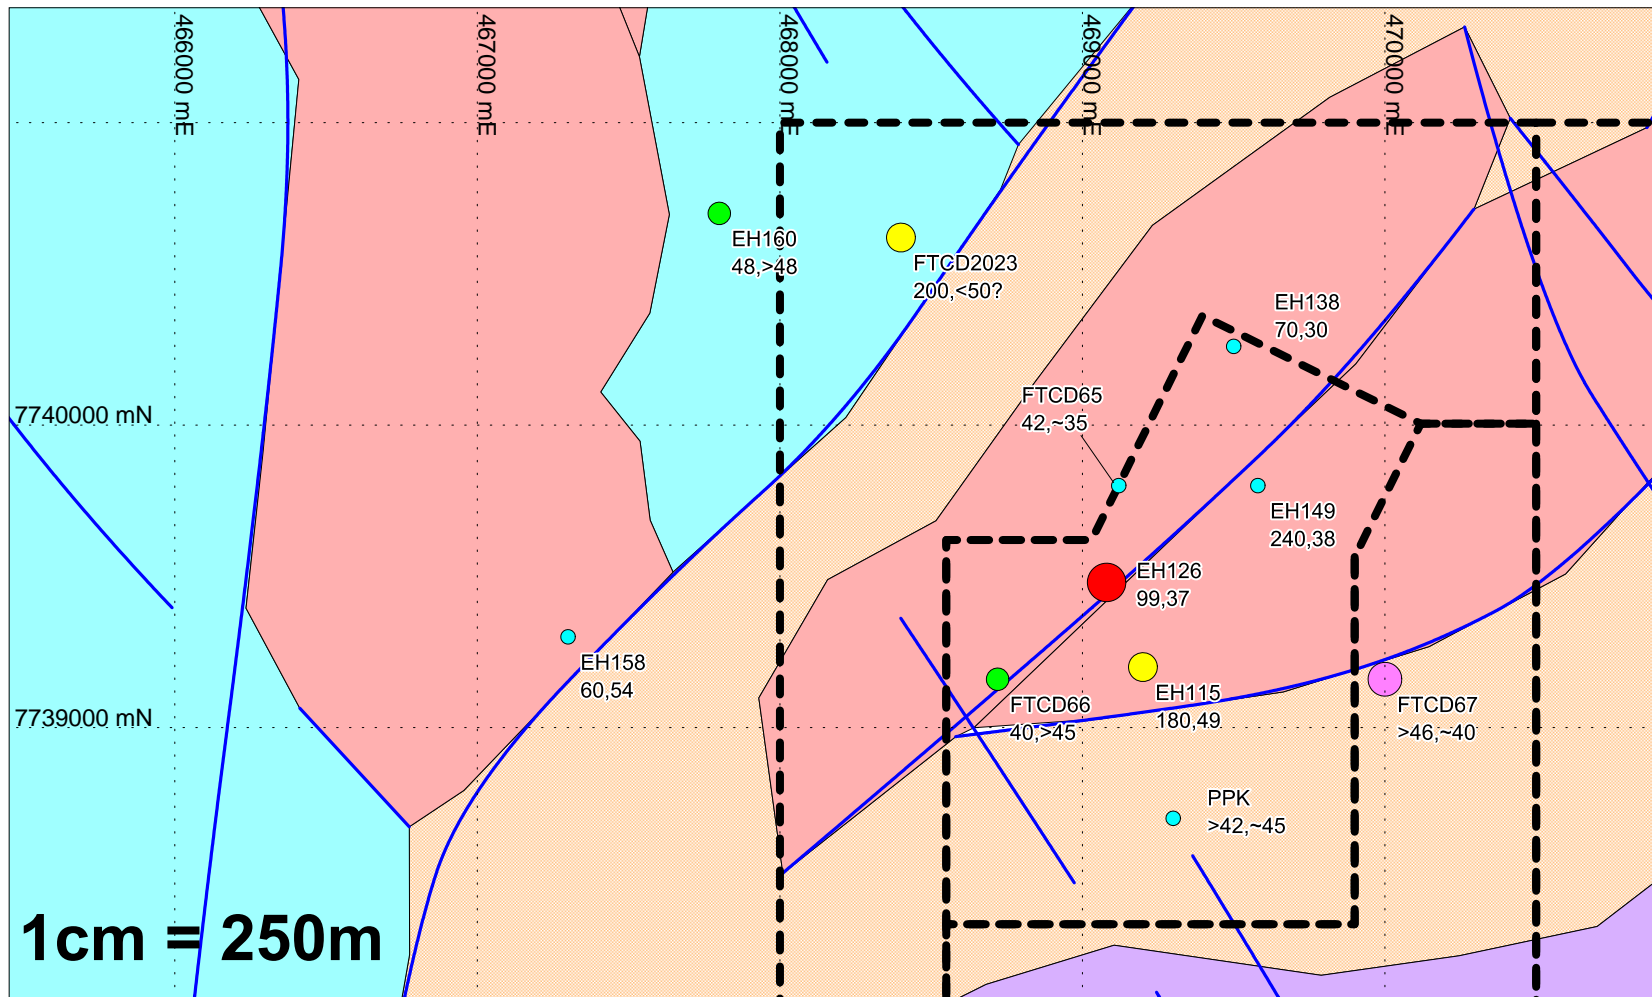 466000 mE
467000 mE
468000 mE
469000 mE
470000 mE
EH160
48,>48
FTCD2023
200,<50?
EH138
70,30
FTCD65
42,~35
7740000 mN
EH149
240,38
EH126
99,37
EH158
60,54
FTCD66
40,>45
EH115
180,49
FTCD67
>46,~40
7739000 mN
PPK
>42,~45
1cm = 250m